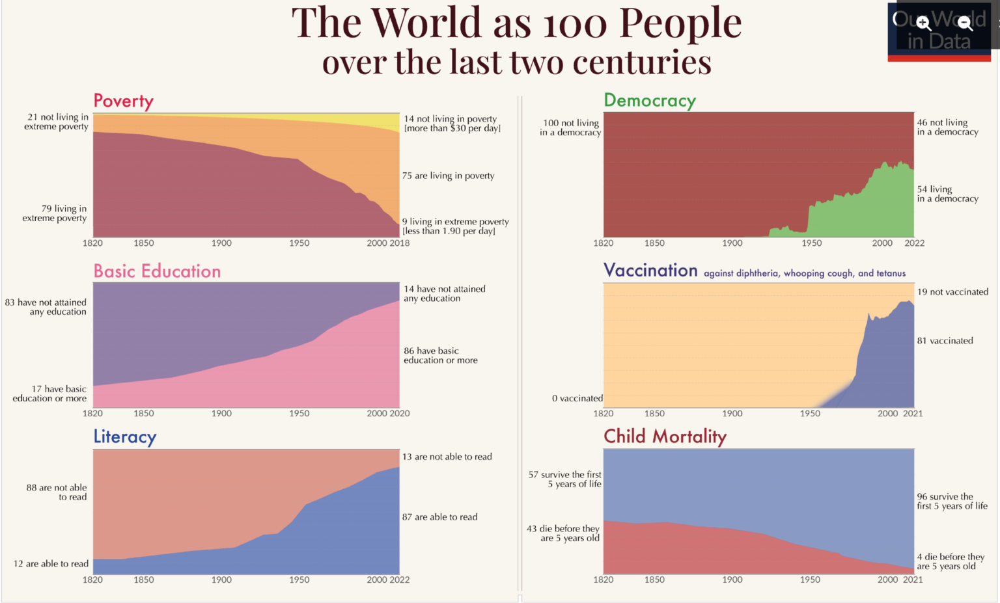 The World as 100 People
over the last two centuries
Our World
in Data
Poverty
21 not living in
extreme poverty
79 living in
extreme poverty
14 not living in poverty
[more than $30 per day]
75 are living in poverty
9 living in extreme poverty
[less than 1.90 per day]
1820 1850 1900 1950 2000 2018
Basic Education
83 have not attained
any education
17 have basic
education or more
14 have not attained
any education
86 have basic
education or more
1820 1850 1900 1950 2000 2020
Literacy
88 are not able
to read
12 are able to read
13 are not able to read
87 are able to read
1820 1850 1900 1950 2000 2022
Democracy
100 not living
in a democracy
46 not living
in a democracy
54 living
in a democracy
1820 1850 1900 1950 2000 2022
Vaccination against diphtheria, whooping cough, and tetanus
0 vaccinated
19 not vaccinated
81 vaccinated
1820 1850 1900 1950 2000 2021
Child Mortality
57 survive the first
5 years of life
43 die before they
are 5 years old
96 survive the
first 5 years of life
4 die before they
are 5 years old
1820 1850 1900 1950 2000 2021